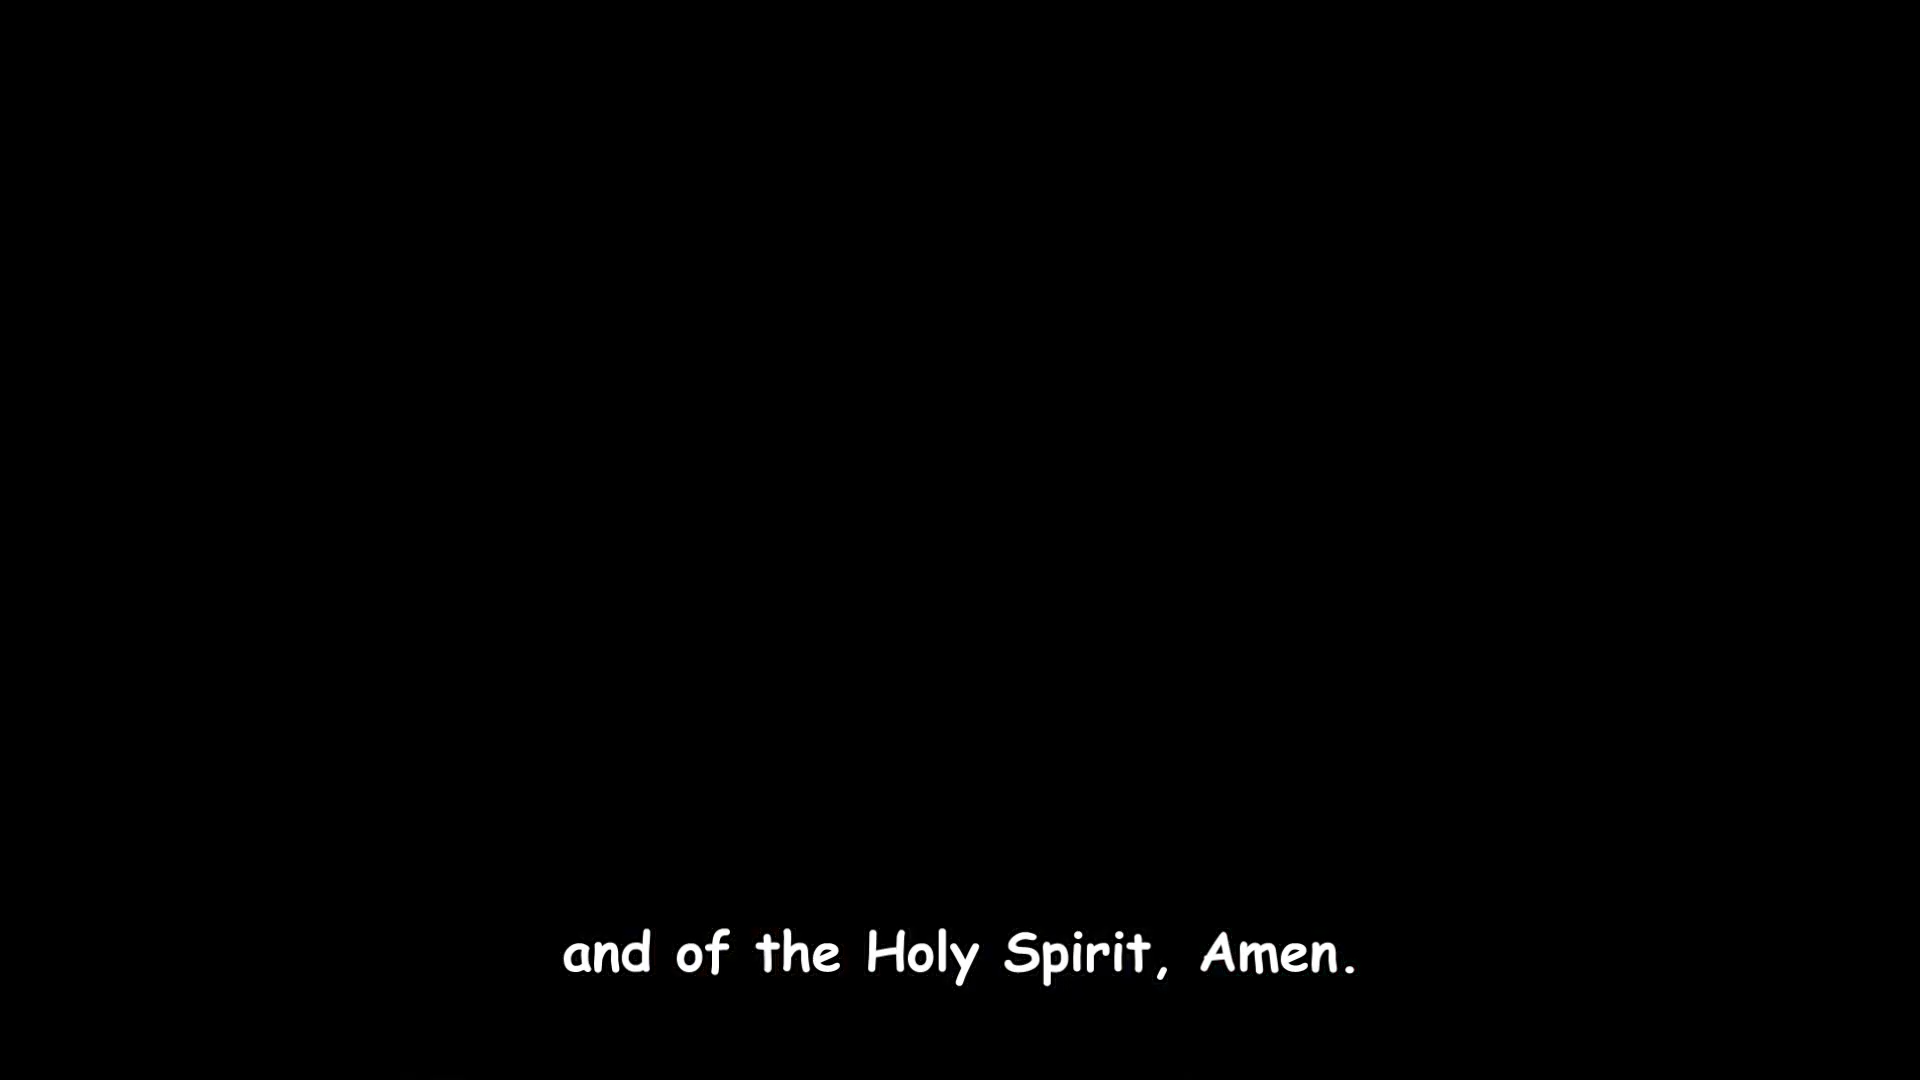 and of the Holy Spirit, Amen.